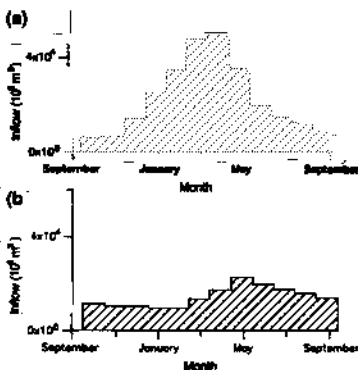 (a)
Inflow (10⁶ m³)
4x10⁴
0x10⁰
September January May September
Month
(b)
Inflow (10⁶ m³)
4x10⁴
0x10⁰
September January May September
Month